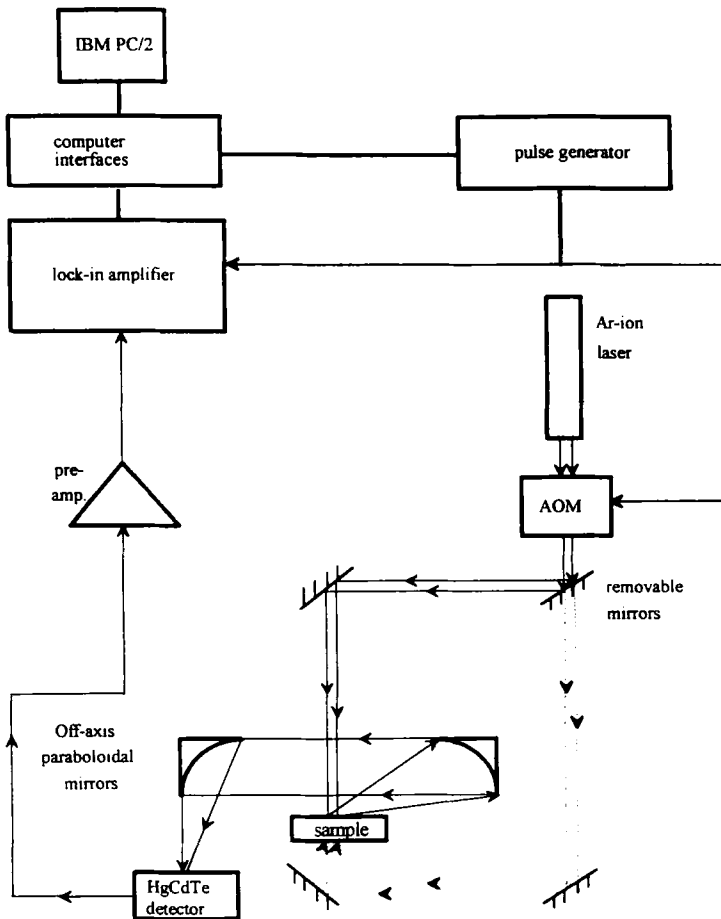 IBM PC/2
computer
interfaces
pulse generator
lock-in amplifier
Ar-ion
laser
pre-
amp.
AOM
removable
mirrors
Off-axis
paraboloidal
mirrors
sample
HgCdTe
detector